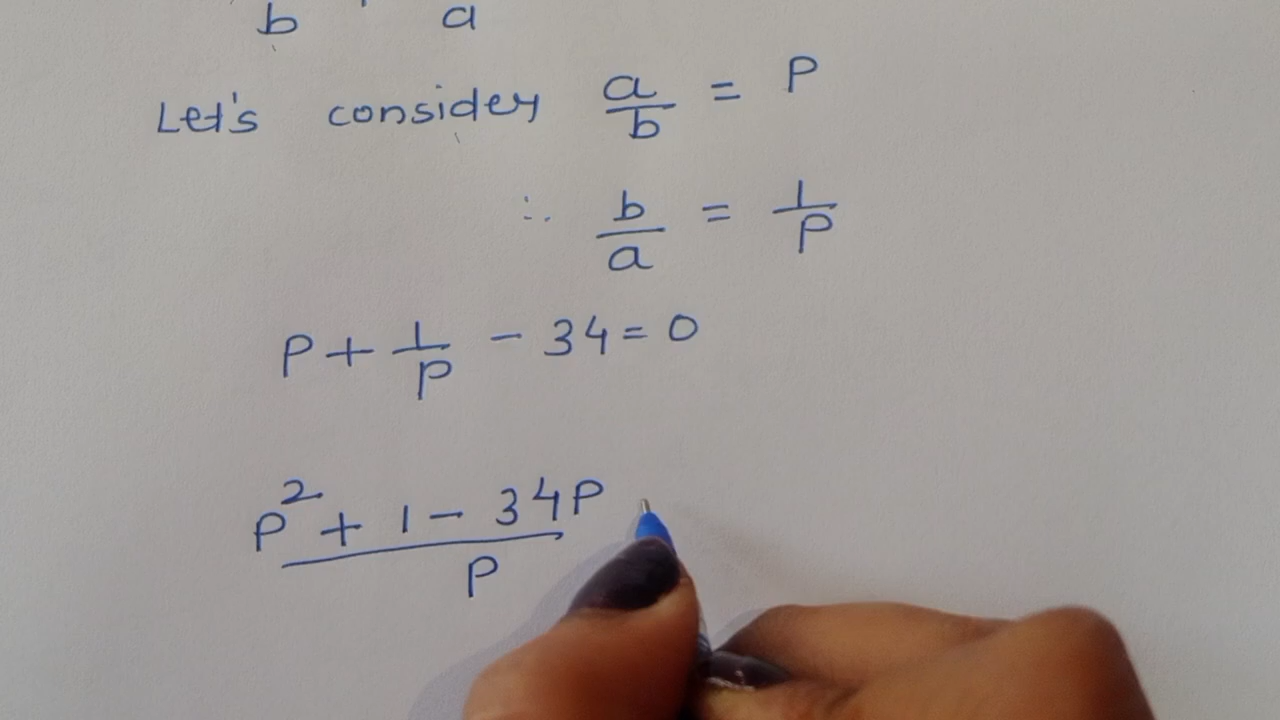 b a
Let's consider a/b = P
∴ b/a = 1/P
P + 1/P - 34 = 0
P² + 1 - 34P / P